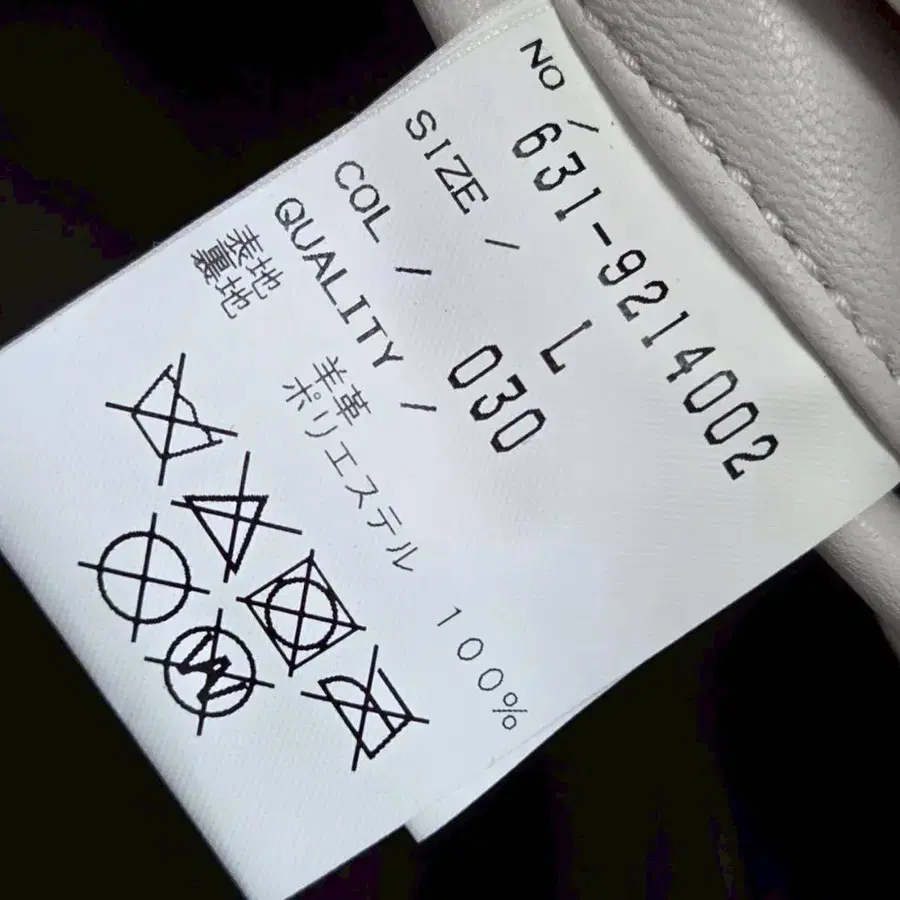 NO / 631-9214002
SIZE / L
COL / 030
QUALITY /
表地 羊革
裏地 ポリエステル 100%
W